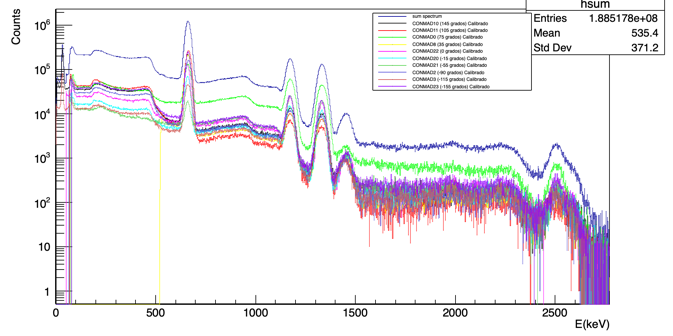 hsum
Entries 1.885178e+08
Mean 535.4
Std Dev 371.2
Counts
sum spectrum
CONMAD10 (145 grados) Calibrado
CONMAD11 (105 grados) Calibrado
CONMAD0 (75 grados) Calibrado
CONMAD8 (35 grados) Calibrado
CONMAD22 (0 grados) Calibrado
CONMAD20 (-15 grados) Calibrado
CONMAD21 (-55 grados) Calibrado
CONMAD2 (-90 grados) Calibrado
CONMAD3 (-115 grados) Calibrado
CONMAD23 (-155 grados) Calibrado
10^6
10^5
10^4
10^3
10^2
10
1
0 500 1000 1500 2000 2500
E(keV)